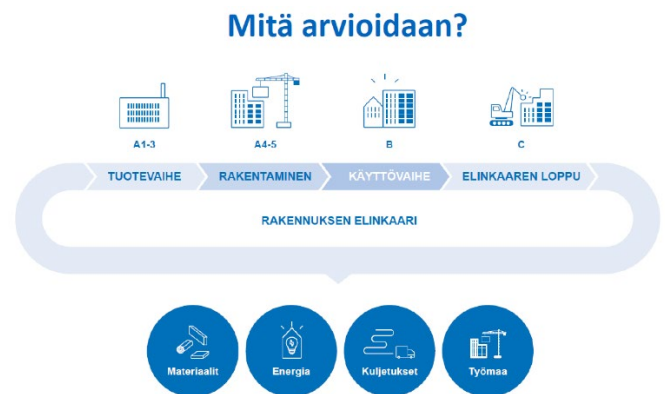 Mitä arvioidaan?
A1-3
A4-5
B
C
TUOTEVAIHE
RAKENTAMINEN
KÄYTTÖVAIHE
ELINKAAREN LOPPU
RAKENNUKSEN ELINKAARI
Materiaalit
Energia
Kuljetukset
Työmaa